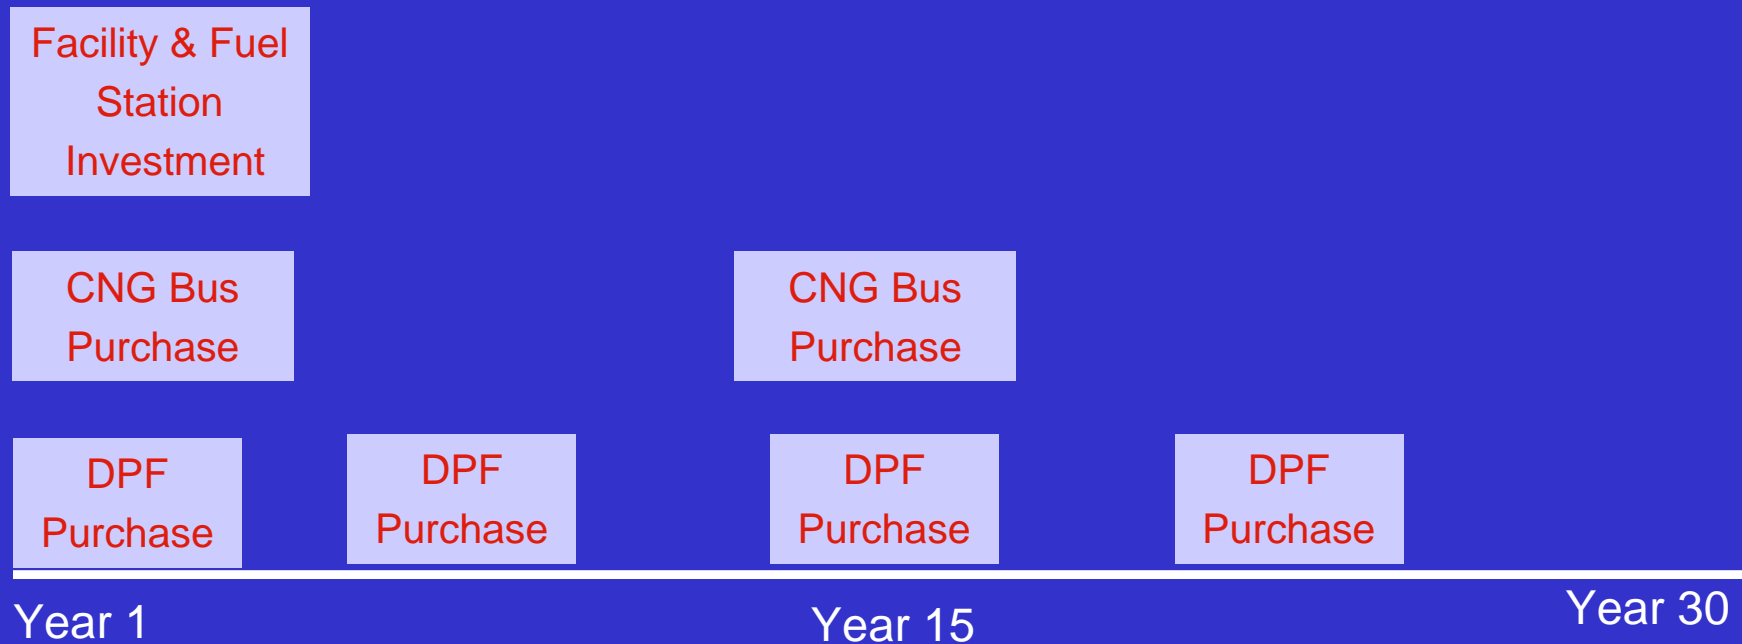 Facility & Fuel
Station
Investment
CNG Bus
Purchase
CNG Bus
Purchase
DPF
Purchase
DPF
Purchase
DPF
Purchase
DPF
Purchase
Year 1
Year 15
Year 30